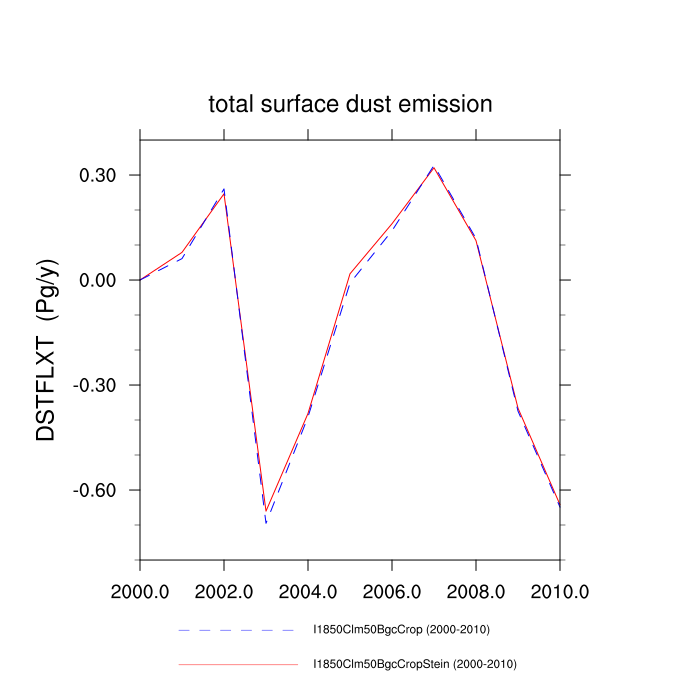 total surface dust emission
DSTFLXT (Pg/y)
0.30
0.00
-0.30
-0.60
2000.0 2002.0 2004.0 2006.0 2008.0 2010.0
I1850Clm50BgcCrop (2000-2010)
I1850Clm50BgcCropStein (2000-2010)